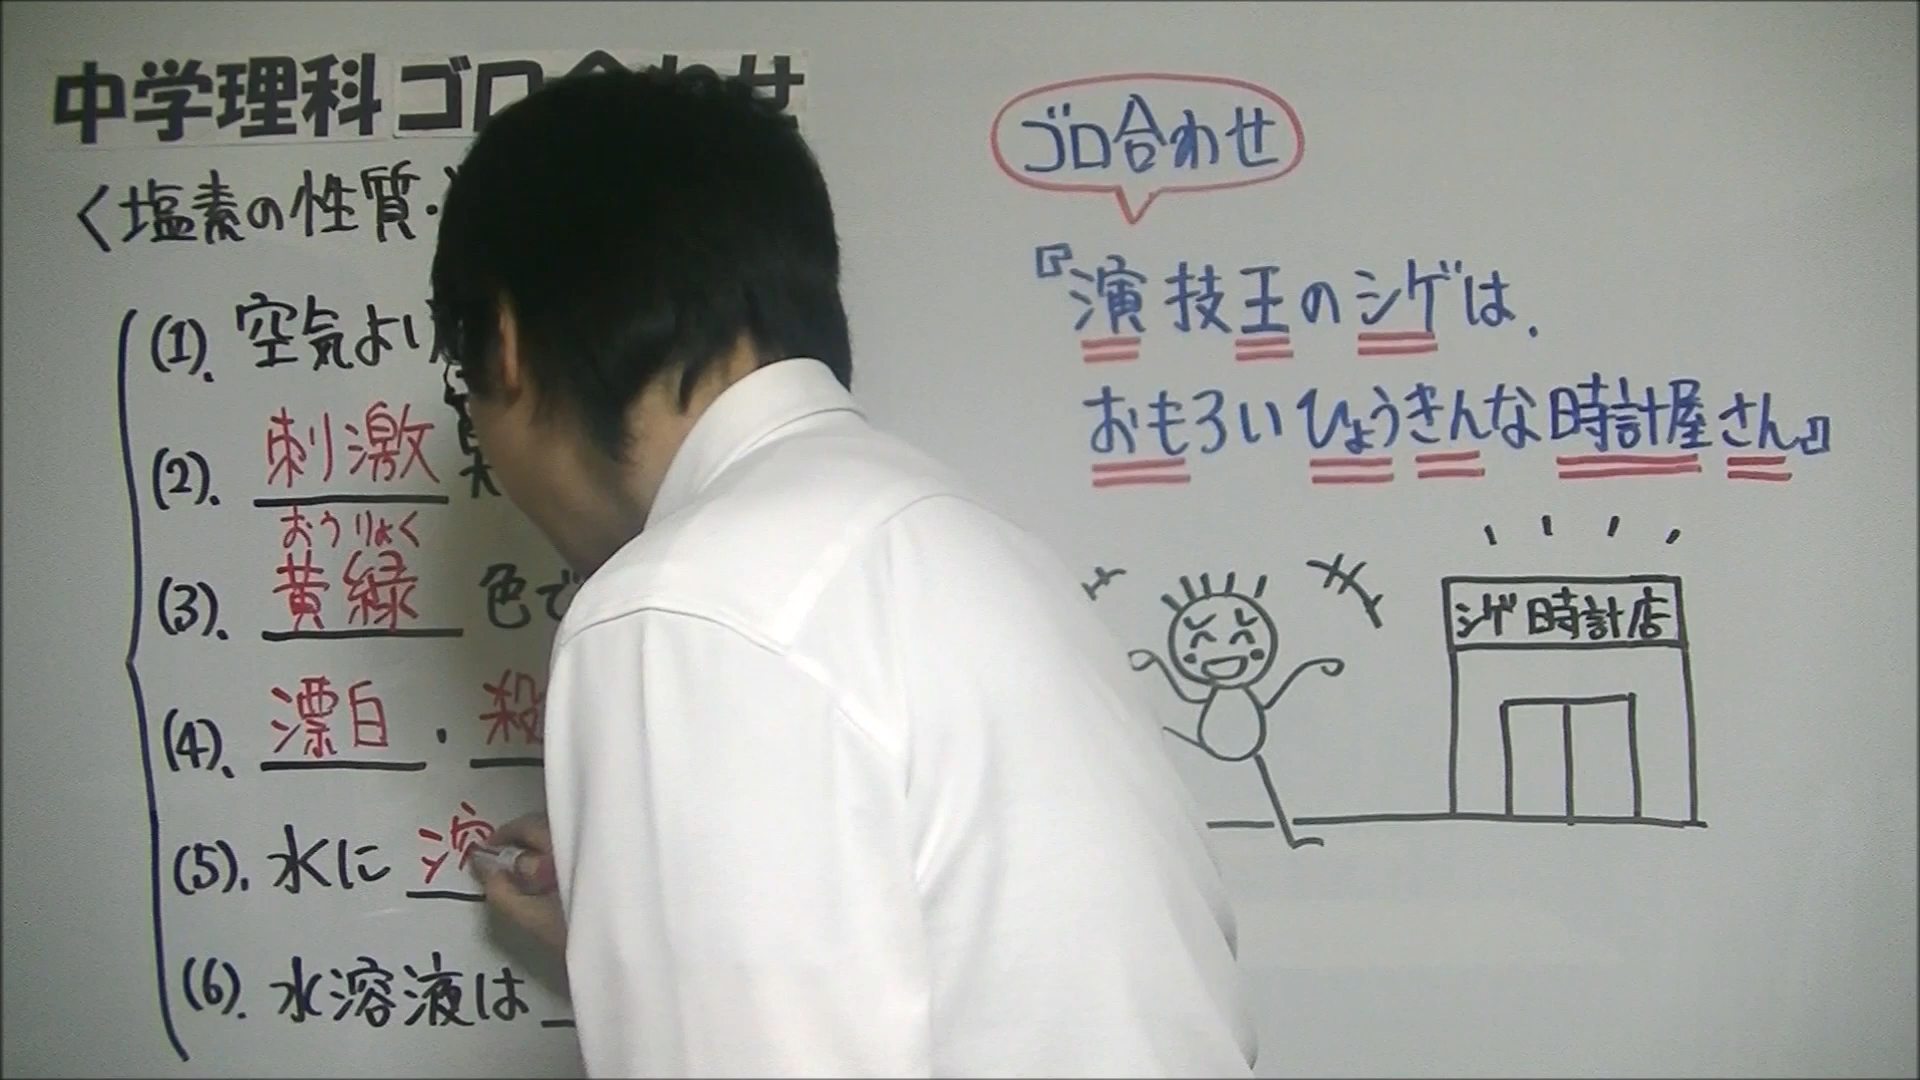 中学理科 ゴロ合わせ
<塩素の性質・
(1). 空気より
(2). 刺激
おうりょく
(3). 黄緑 色で
(4). 漂白・殺
(5). 水に 溶
(6). 水溶液は
ゴロ合わせ
『演技王のシゲは、
おもろいひょうきんな時計屋さん』
シゲ時計店